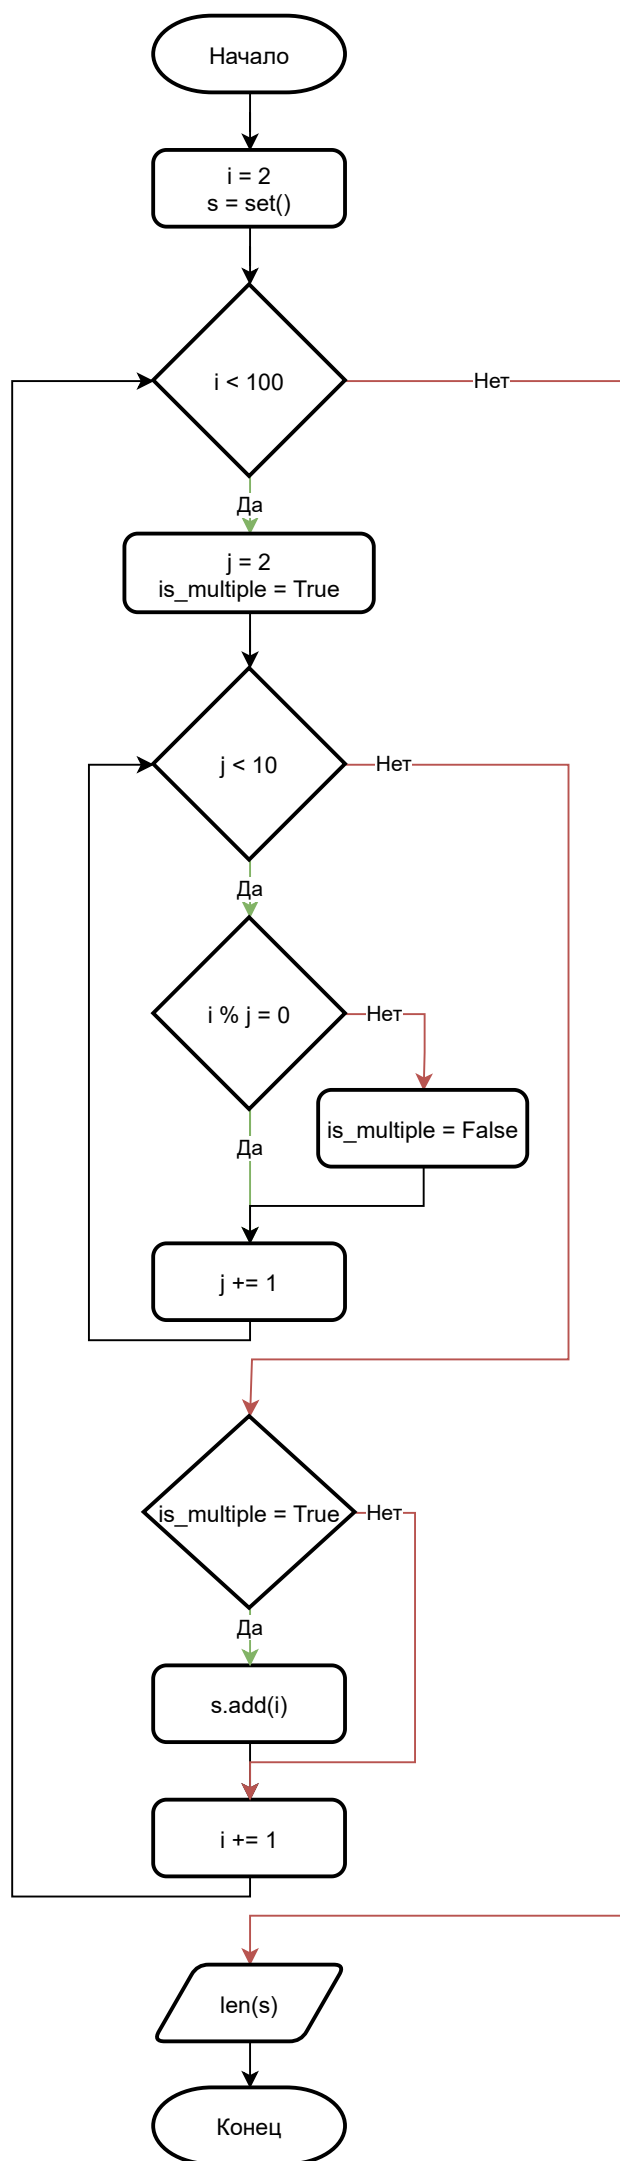 Начало
i = 2
s = set()
i < 100
Нет
Да
j = 2
is_multiple = True
j < 10
Нет
Да
i % j = 0
Нет
is_multiple = False
Да
j += 1
is_multiple = True
Нет
Да
s.add(i)
i += 1
len(s)
Конец